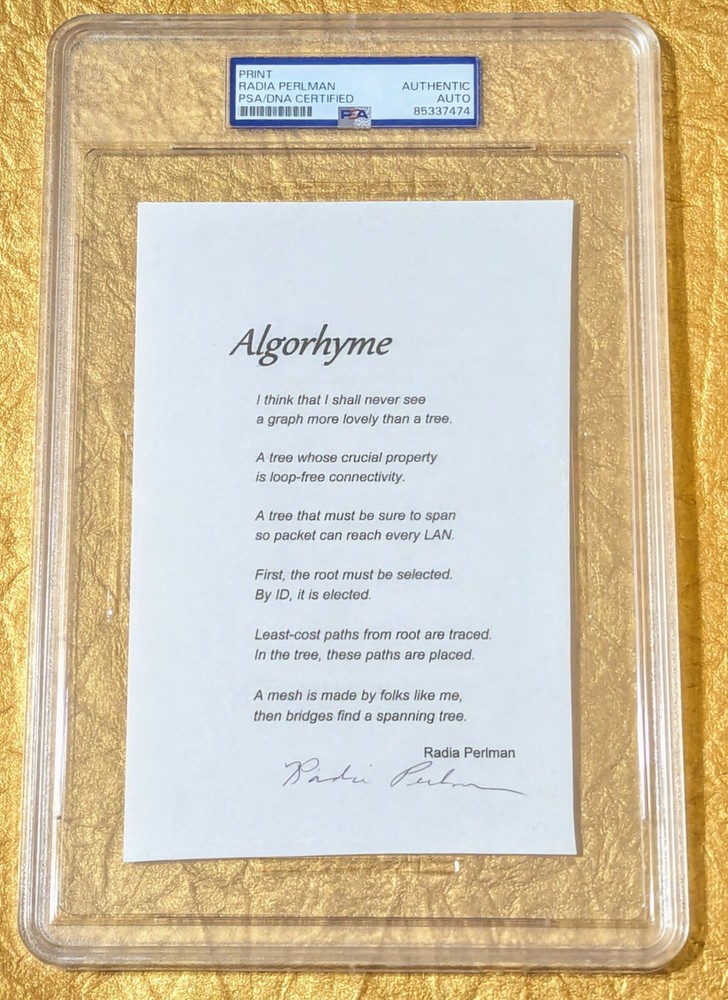 PRINT
RADIA PERLMAN AUTHENTIC
PSA/DNA CERTIFIED AUTO
PSA 85337474
Algorhyme
I think that I shall never see
a graph more lovely than a tree.
A tree whose crucial property
is loop-free connectivity.
A tree that must be sure to span
so packet can reach every LAN.
First, the root must be selected.
By ID, it is elected.
Least-cost paths from root are traced.
In the tree, these paths are placed.
A mesh is made by folks like me,
then bridges find a spanning tree.
Radia Perlman
Radia Perlman